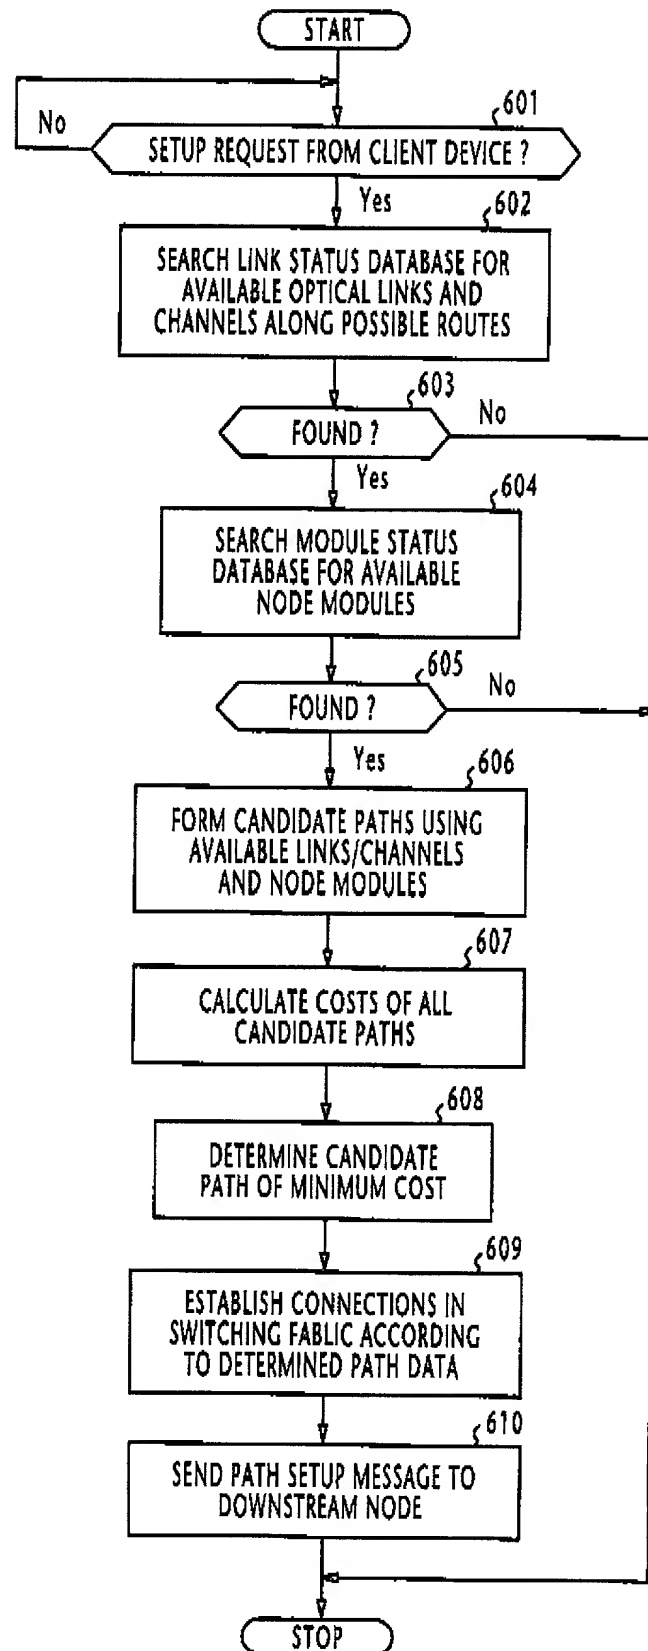 START
601
No
SETUP REQUEST FROM CLIENT DEVICE ?
Yes
602
SEARCH LINK STATUS DATABASE FOR
AVAILABLE OPTICAL LINKS AND
CHANNELS ALONG POSSIBLE ROUTES
603
No
FOUND ?
Yes
604
SEARCH MODULE STATUS
DATABASE FOR AVAILABLE
NODE MODULES
605
No
FOUND ?
Yes
606
FORM CANDIDATE PATHS USING
AVAILABLE LINKS/CHANNELS
AND NODE MODULES
607
CALCULATE COSTS OF ALL
CANDIDATE PATHS
608
DETERMINE CANDIDATE
PATH OF MINIMUM COST
609
ESTABLISH CONNECTIONS IN
SWITCHING FABLIC ACCORDING
TO DETERMINED PATH DATA
610
SEND PATH SETUP MESSAGE TO
DOWNSTREAM NODE
STOP